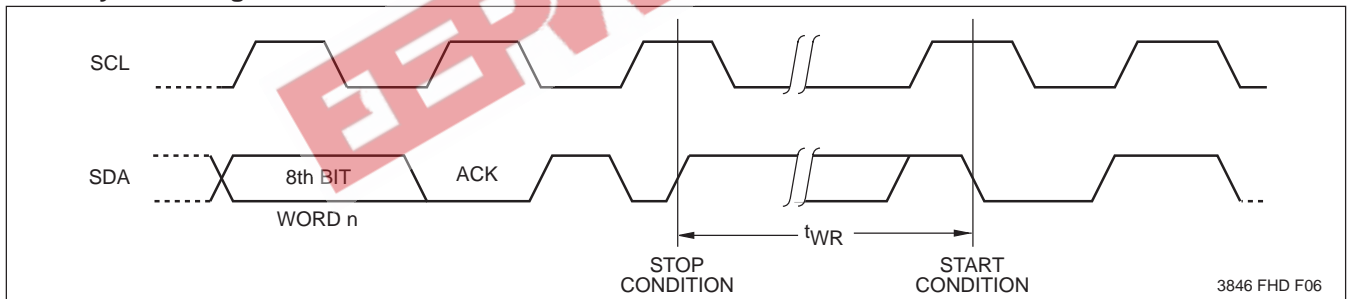 SCL
SDA
8th BIT
ACK
WORD n
tWR
STOP
CONDITION
START
CONDITION
3846 FHD F06